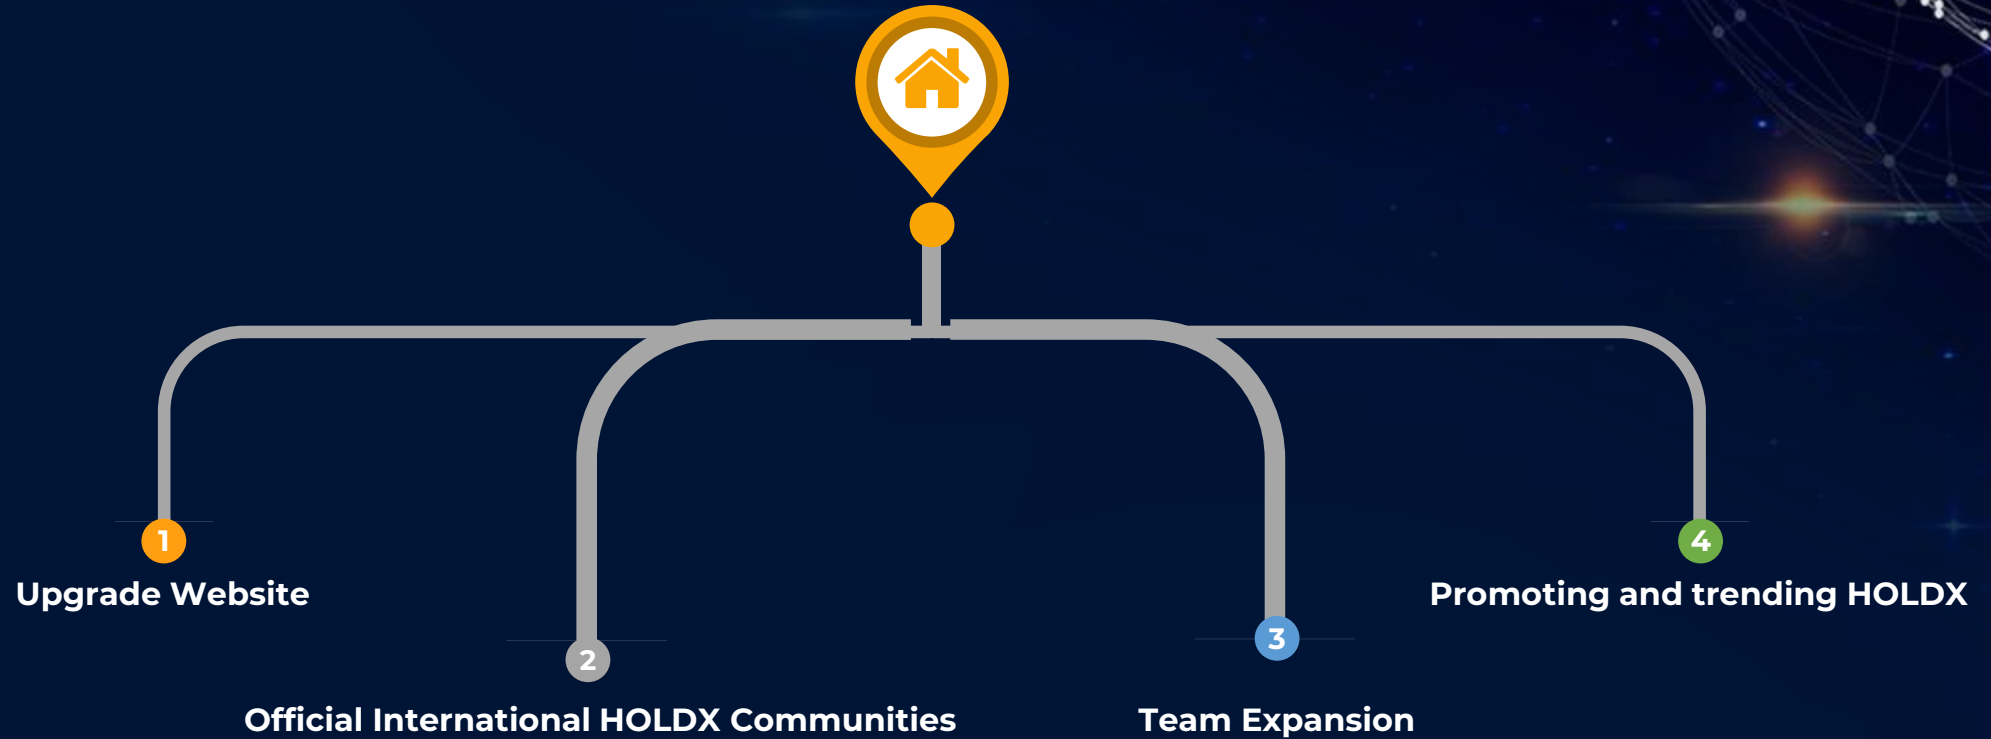 1
Upgrade Website
2
Official International HOLDX Communities
3
Team Expansion
4
Promoting and trending HOLDX